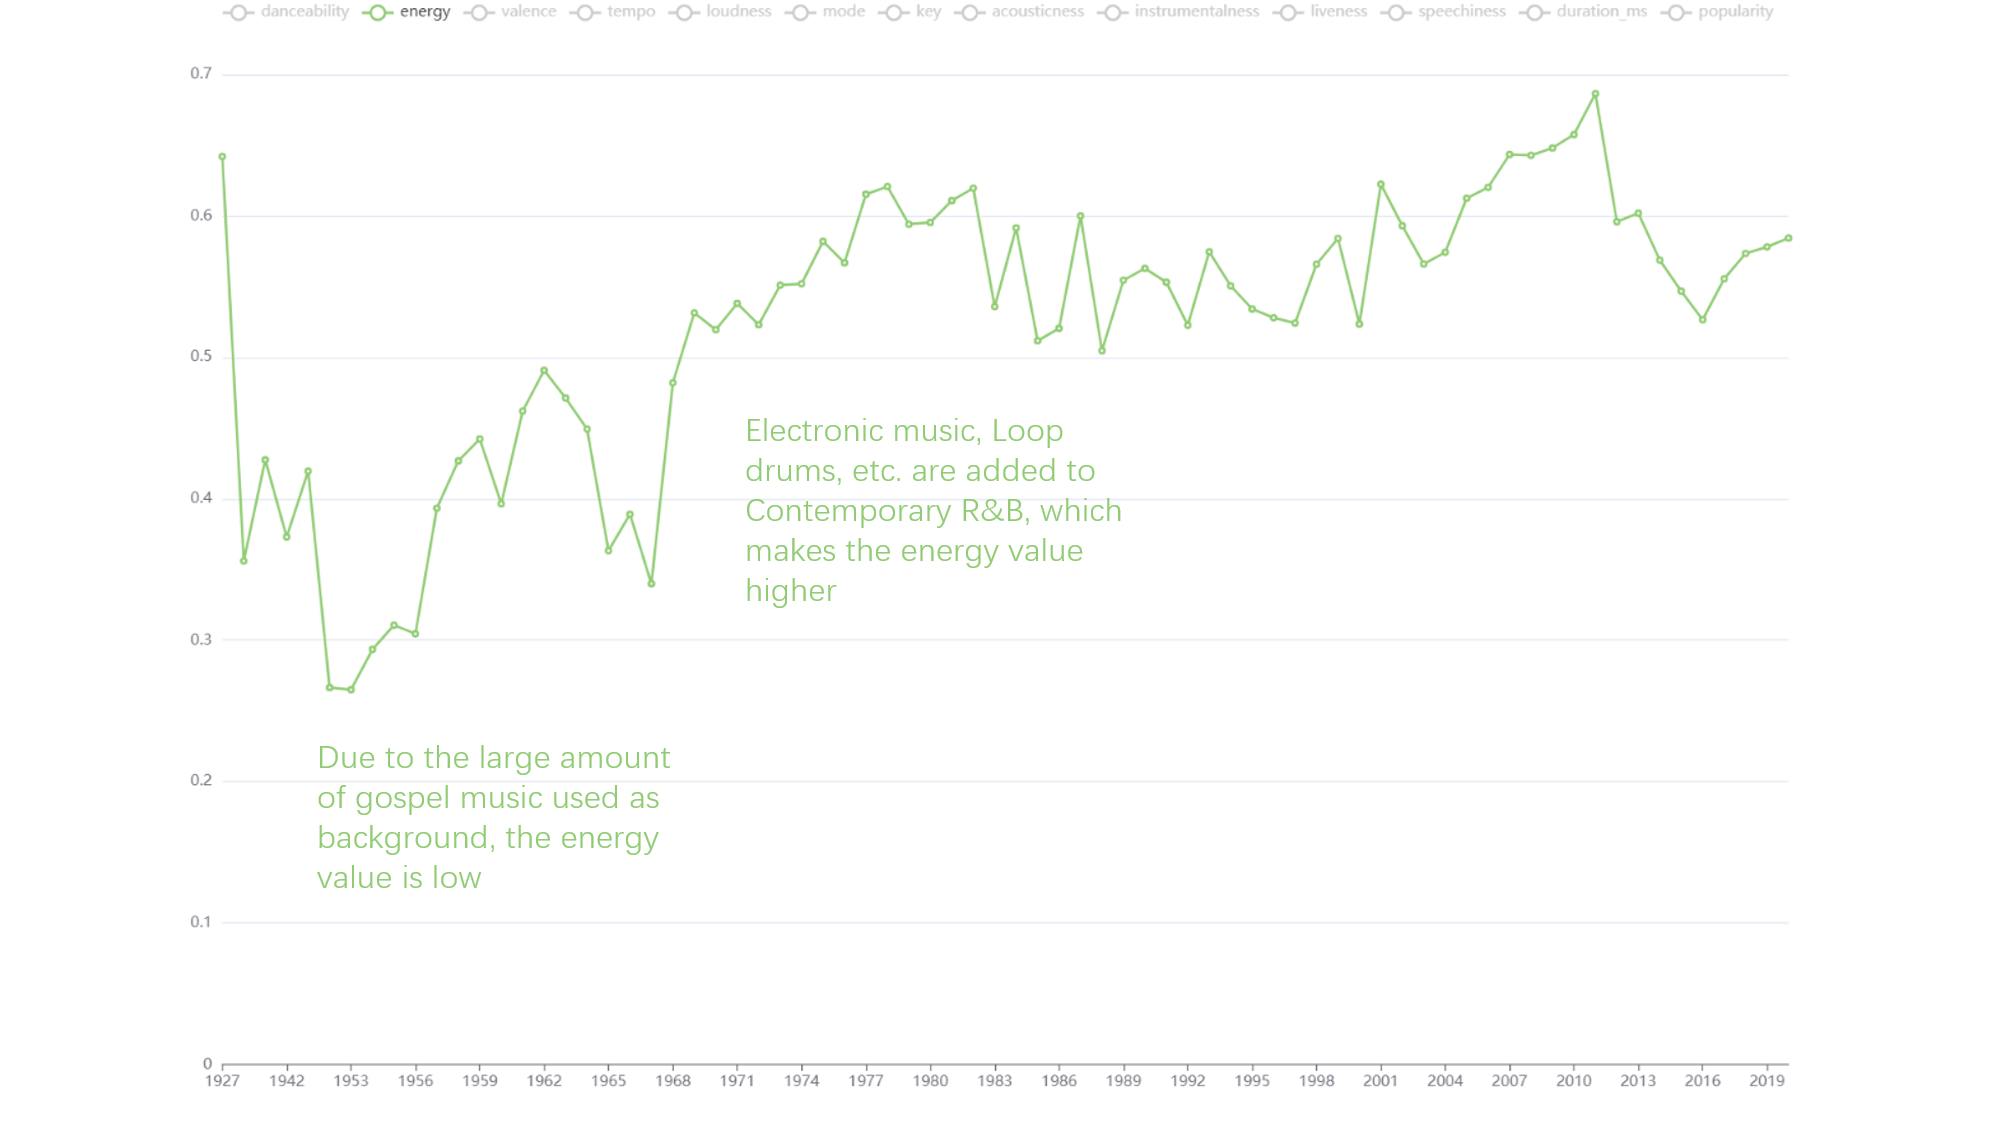 danceability energy valence tempo loudness mode key acousticness instrumentalness liveness speechiness duration_ms popularity
0.7
0.6
0.5
0.4
0.3
0.2
0.1
0
Electronic music, Loop
drums, etc. are added to
Contemporary R&B, which
makes the energy value
higher
Due to the large amount
of gospel music used as
background, the energy
value is low
1927 1942 1953 1956 1959 1962 1965 1968 1971 1974 1977 1980 1983 1986 1989 1992 1995 1998 2001 2004 2007 2010 2013 2016 2019